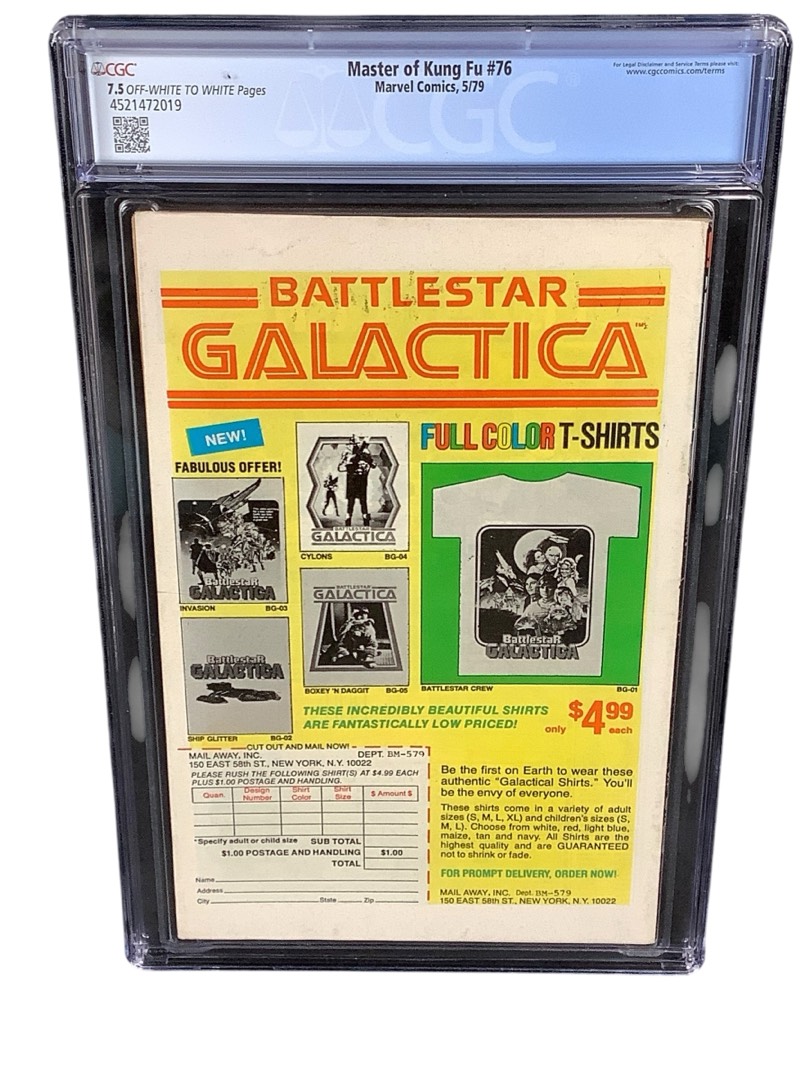 CGC
Master of Kung Fu #76
For Legal Disclaimer and Service Terms please visit:
www.cgccomics.com/terms
7.5 OFF-WHITE TO WHITE Pages
Marvel Comics, 5/79
4521472019
CGC
BATTLESTAR
GALACTICA™
NEW!
FABULOUS OFFER!
FULL COLOR T-SHIRTS
BATTLESTAR
GALACTICA
CYLONS BG-04
Battlestar
GALACTICA
INVASION BG-03
BATTLESTAR
GALACTICA
BOXEY 'N DAGGIT BG-05
Battlestar
GALACTICA
SHIP GLITTER BG-02
Battlestar
GALACTICA
BATTLESTAR CREW BG-01
THESE INCREDIBLY BEAUTIFUL SHIRTS
ARE FANTASTICALLY LOW PRICED!
only $4.99 each
CUT OUT AND MAIL NOW!
MAIL AWAY, INC. DEPT. BM-579
150 EAST 58th ST., NEW YORK, N.Y. 10022
PLEASE RUSH THE FOLLOWING SHIRT(S) AT $4.99 EACH
PLUS $1.00 POSTAGE AND HANDLING.
Quan. Design Number Shirt Color Shirt Size $ Amount $
*Specify adult or child size SUB TOTAL
$1.00 POSTAGE AND HANDLING $1.00
TOTAL
Name
Address
City State Zip
Be the first on Earth to wear these
authentic "Galactical Shirts." You'll
be the envy of everyone.
These shirts come in a variety of adult
sizes (S, M, L, XL) and children's sizes (S,
M, L). Choose from white, red, light blue,
maize, tan and navy. All Shirts are the
highest quality and are GUARANTEED
not to shrink or fade.
FOR PROMPT DELIVERY, ORDER NOW!
MAIL AWAY, INC. Dept. BM-579
150 EAST 58th ST., NEW YORK, N.Y. 10022